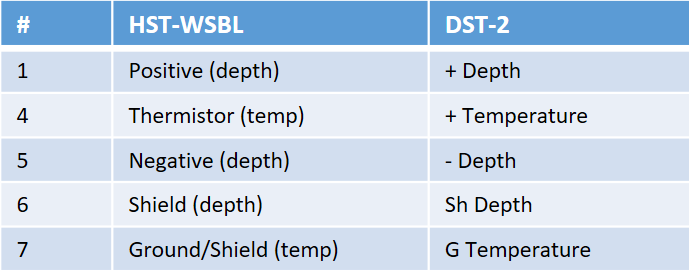 # HST-WSBL DST-2
1 Positive (depth) + Depth
4 Thermistor (temp) + Temperature
5 Negative (depth) - Depth
6 Shield (depth) Sh Depth
7 Ground/Shield (temp) G Temperature